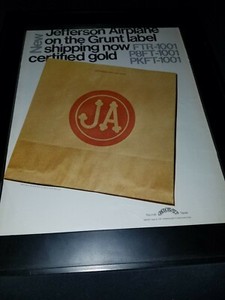 New
Jefferson Airplane
on the Grunt label
shipping now
certified gold
FTR-1001
P8FT-1001
PKFT-1001
JA